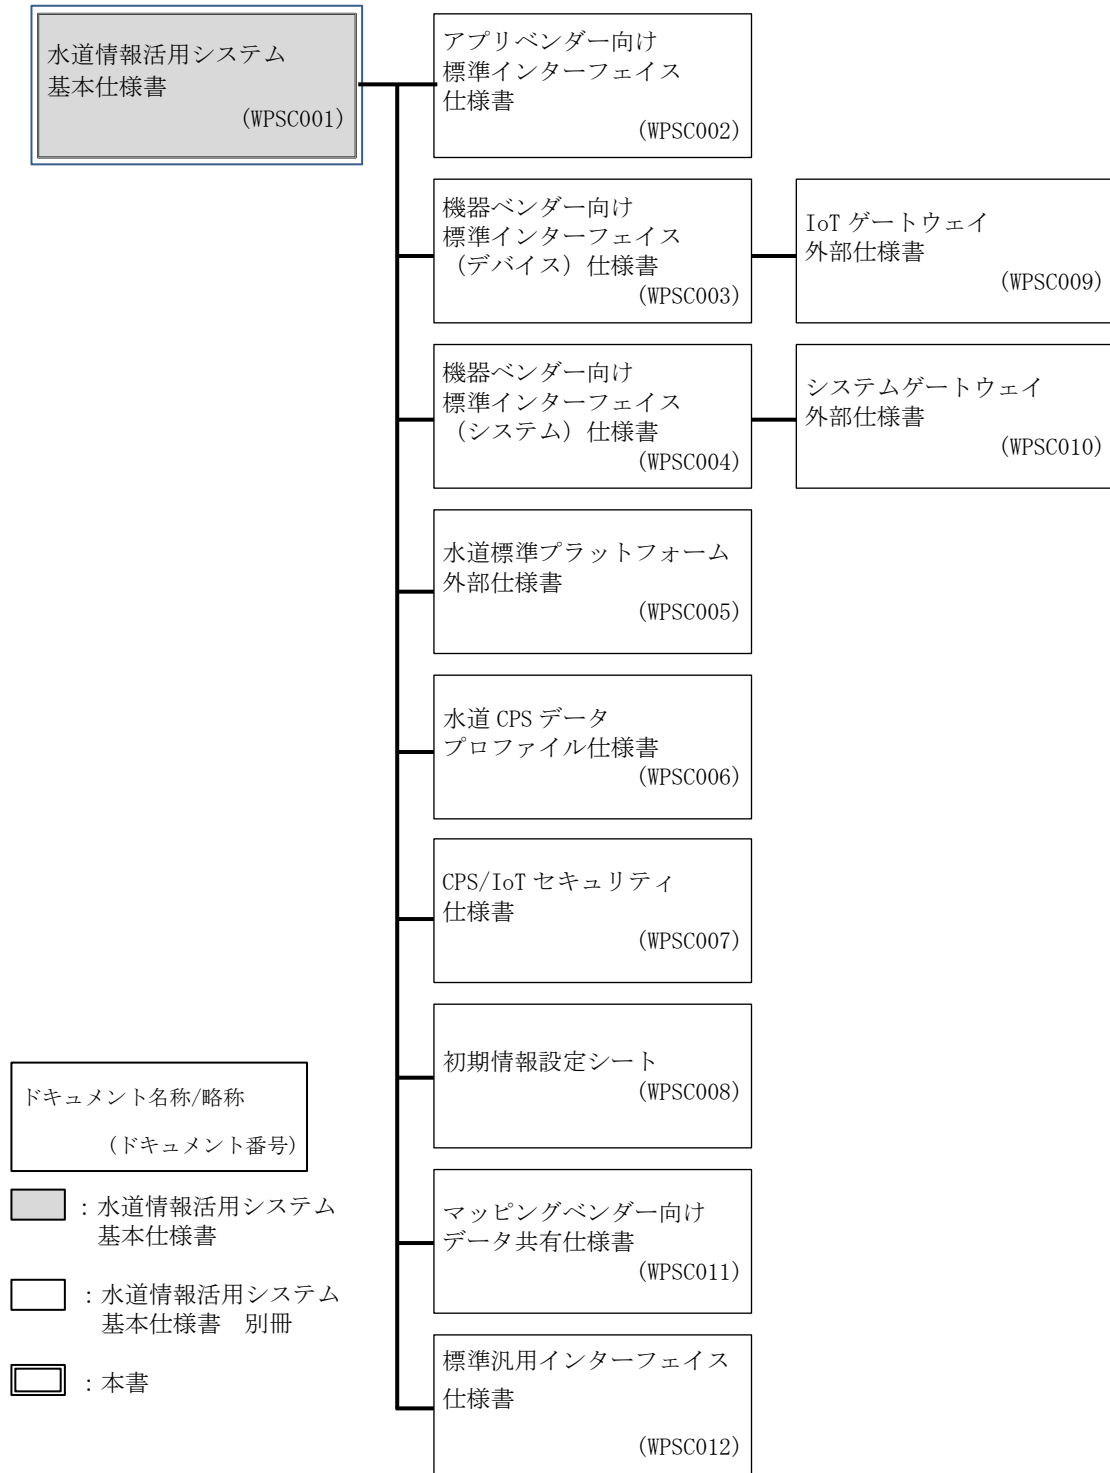 水道情報活用システム
基本仕様書
(WPSC001)
アプリベンダー向け
標準インターフェイス
仕様書
(WPSC002)
機器ベンダー向け
標準インターフェイス
（デバイス）仕様書
(WPSC003)
IoT ゲートウェイ
外部仕様書
(WPSC009)
機器ベンダー向け
標準インターフェイス
（システム）仕様書
(WPSC004)
システムゲートウェイ
外部仕様書
(WPSC010)
水道標準プラットフォーム
外部仕様書
(WPSC005)
水道 CPS データ
プロファイル仕様書
(WPSC006)
CPS/IoT セキュリティ
仕様書
(WPSC007)
初期情報設定シート
(WPSC008)
マッピングベンダー向け
データ共有仕様書
(WPSC011)
標準汎用インターフェイス
仕様書
(WPSC012)
ドキュメント名称/略称
(ドキュメント番号)
：水道情報活用システム
基本仕様書
：水道情報活用システム
基本仕様書　別冊
：本書